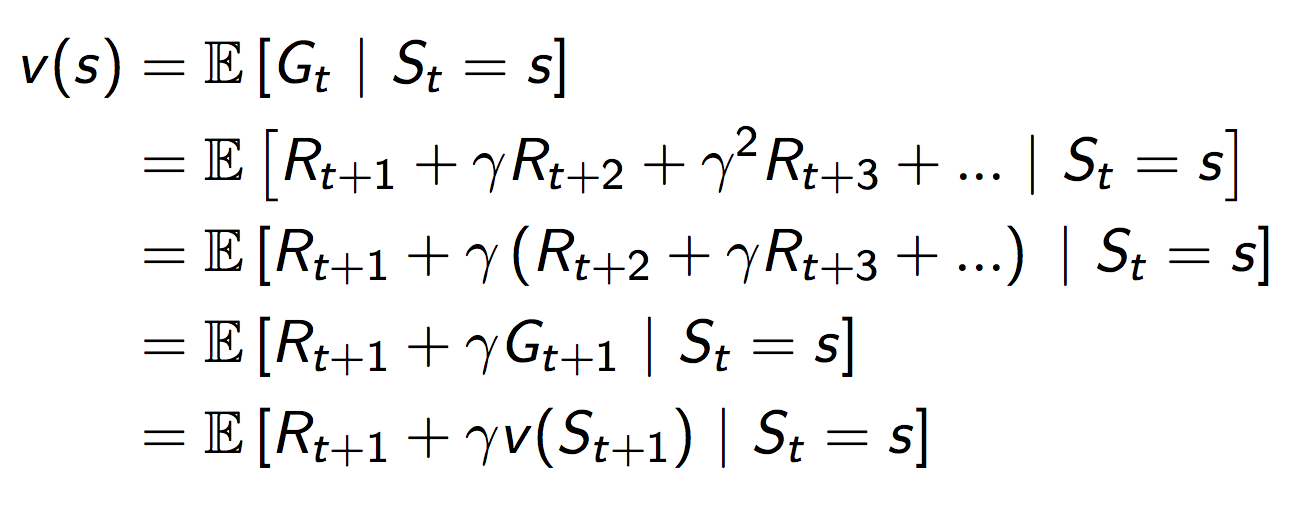 v(s) = 𝔼 [G_t | S_t = s]
= 𝔼 [R_{t+1} + γR_{t+2} + γ^2 R_{t+3} + ... | S_t = s]
= 𝔼 [R_{t+1} + γ (R_{t+2} + γR_{t+3} + ...) | S_t = s]
= 𝔼 [R_{t+1} + γG_{t+1} | S_t = s]
= 𝔼 [R_{t+1} + γv(S_{t+1}) | S_t = s]